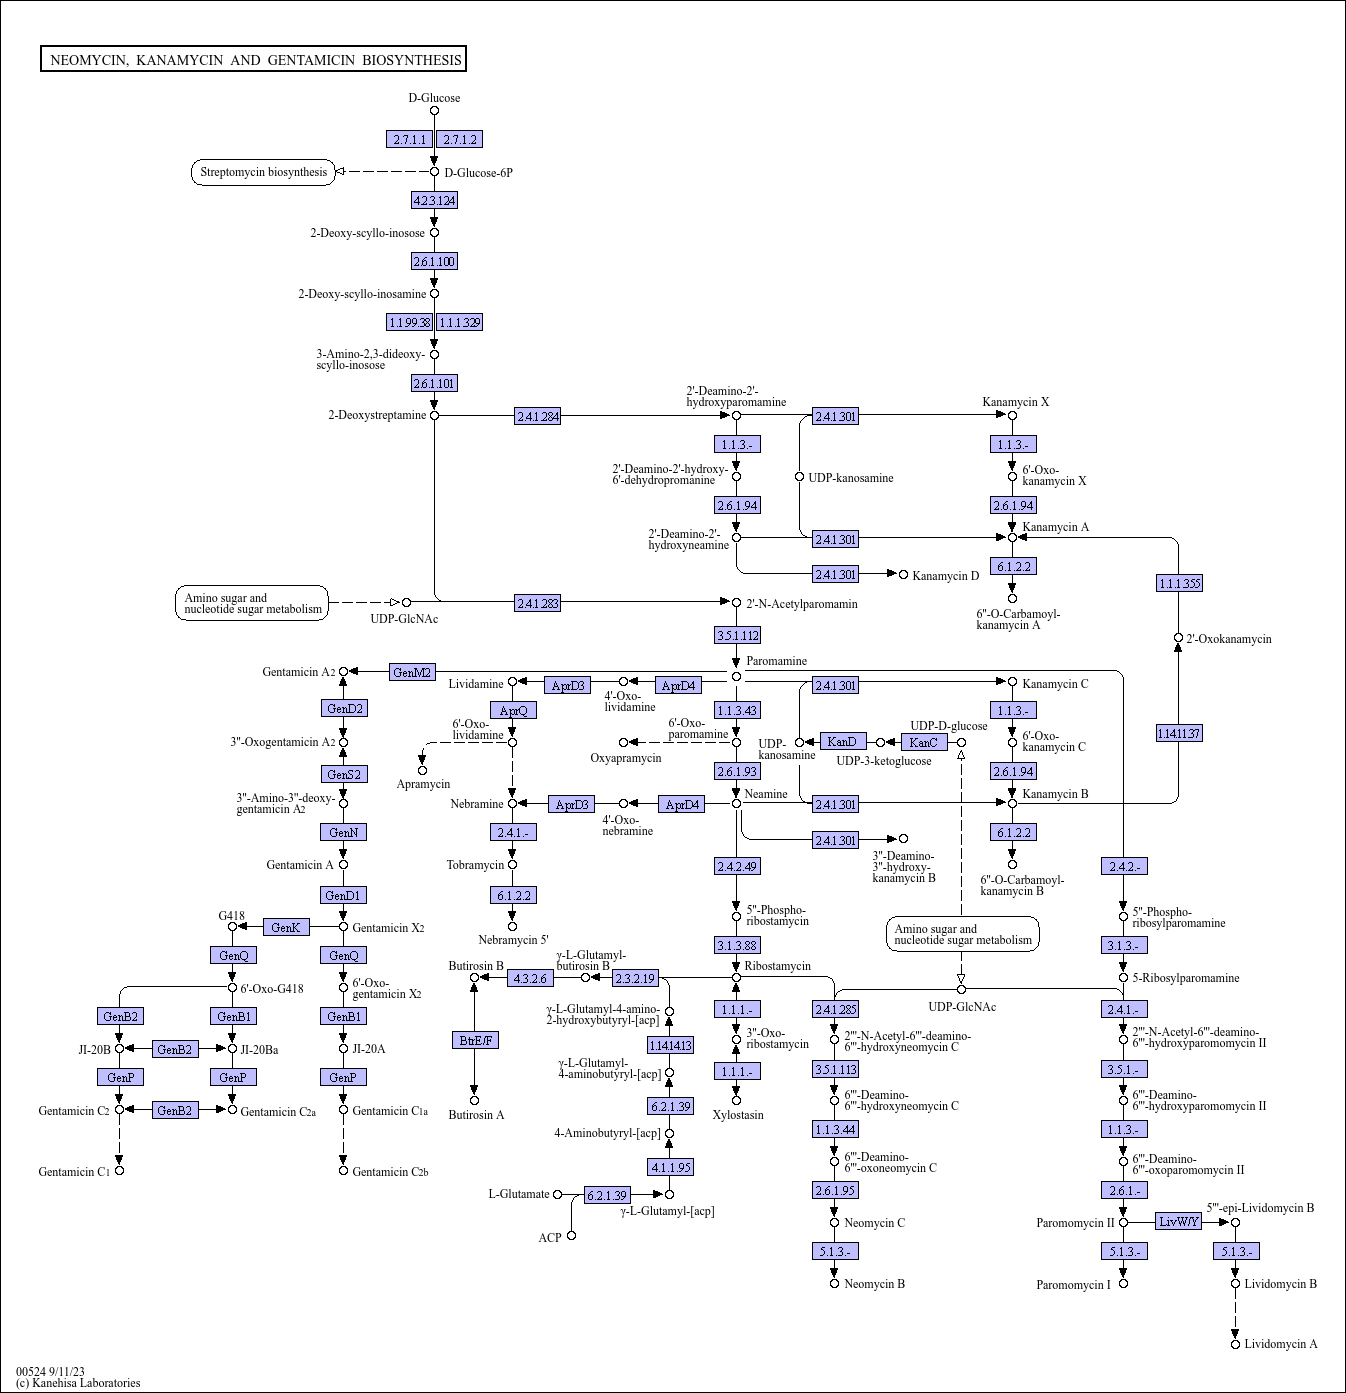 NEOMYCIN, KANAMYCIN AND GENTAMICIN BIOSYNTHESIS
D-Glucose
2.7.1.1
2.7.1.2
Streptomycin biosynthesis
D-Glucose-6P
4.2.3.124
2-Deoxy-scyllo-inosose
2.6.1.100
2-Deoxy-scyllo-inosamine
1.1.99.38
1.1.1.329
3-Amino-2,3-dideoxy-
scyllo-inosose
2.6.1.101
2-Deoxystreptamine
2.4.1.284
2'-Deamino-2'-
hydroxyparomamine
2.4.1.301
Kanamycin X
1.1.3.-
1.1.3.-
2'-Deamino-2'-hydroxy-
6'-dehydropromanine
UDP-kanosamine
6'-Oxo-
kanamycin X
2.6.1.94
2.6.1.94
2'-Deamino-2'-
hydroxyneamine
2.4.1.301
Kanamycin A
2.4.1.301
Kanamycin D
6.1.2.2
1.1.1.355
6''-O-Carbamoyl-
kanamycin A
Amino sugar and
nucleotide sugar metabolism
UDP-GlcNAc
2.4.1.283
2'-N-Acetylparomamin
3.5.1.112
2'-Oxokanamycin
Paromamine
Gentamicin A2
GenM2
Lividamine
AprD3
4'-Oxo-
lividamine
AprD4
2.4.1.301
Kanamycin C
GenD2
AprQ
1.1.3.43
1.1.3.-
6'-Oxo-
lividamine
6'-Oxo-
paromamine
UDP-D-glucose
1.14.11.37
3''-Oxogentamicin A2
Oxyapramycin
UDP-
kanosamine
KanD
KanC
UDP-3-ketoglucose
6'-Oxo-
kanamycin C
GenS2
Apramycin
2.6.1.93
2.6.1.94
3''-Amino-3''-deoxy-
gentamicin A2
Nebramine
AprD3
4'-Oxo-
nebramine
AprD4
Neamine
2.4.1.301
Kanamycin B
GenN
2.4.1.-
2.4.1.301
6.1.2.2
3''-Deamino-
3''-hydroxy-
kanamycin B
Gentamicin A
Tobramycin
2.4.2.49
6''-O-Carbamoyl-
kanamycin B
2.4.2.-
GenD1
6.1.2.2
G418
GenK
Gentamicin X2
Nebramycin 5'
5''-Phospho-
ribostamycin
Amino sugar and
nucleotide sugar metabolism
5''-Phospho-
ribosylparomamine
GenQ
GenQ
3.1.3.88
3.1.3.-
Butirosin B
4.3.2.6
γ-L-Glutamyl-
butirosin B
2.3.2.19
Ribostamycin
5-Ribosylparomamine
6'-Oxo-G418
6'-Oxo-
gentamicin X2
UDP-GlcNAc
GenB2
GenB1
GenB1
γ-L-Glutamyl-4-amino-
2-hydroxybutyryl-[acp]
1.1.1.-
2.4.1.285
2.4.1.-
BtrE/F
1.14.14.13
3''-Oxo-
ribostamycin
2'''-N-Acetyl-6'''-deamino-
6'''-hydroxyneomycin C
2'''-N-Acetyl-6'''-deamino-
6'''-hydroxyparomomycin II
JI-20B
GenB2
JI-20Ba
JI-20A
γ-L-Glutamyl-
4-aminobutyryl-[acp]
GenP
GenP
GenP
1.1.1.-
3.5.1.113
3.5.1.-
Gentamicin C2
GenB2
Gentamicin C2a
Gentamicin C1a
Butirosin A
6.2.1.39
Xylostasin
6'''-Deamino-
6'''-hydroxyneomycin C
6'''-Deamino-
6'''-hydroxyparomomycin II
4-Aminobutyryl-[acp]
1.1.3.44
1.1.3.-
Gentamicin C1
Gentamicin C2b
4.1.1.95
6'''-Deamino-
6'''-oxoneomycin C
6'''-Deamino-
6'''-oxoparomomycin II
L-Glutamate
6.2.1.39
γ-L-Glutamyl-[acp]
2.6.1.95
2.6.1.-
ACP
Neomycin C
Paromomycin II
LivW/Y
5'''-epi-Lividomycin B
5.1.3.-
5.1.3.-
5.1.3.-
Neomycin B
Paromomycin I
Lividomycin B
Lividomycin A
00524 9/11/23
(c) Kanehisa Laboratories